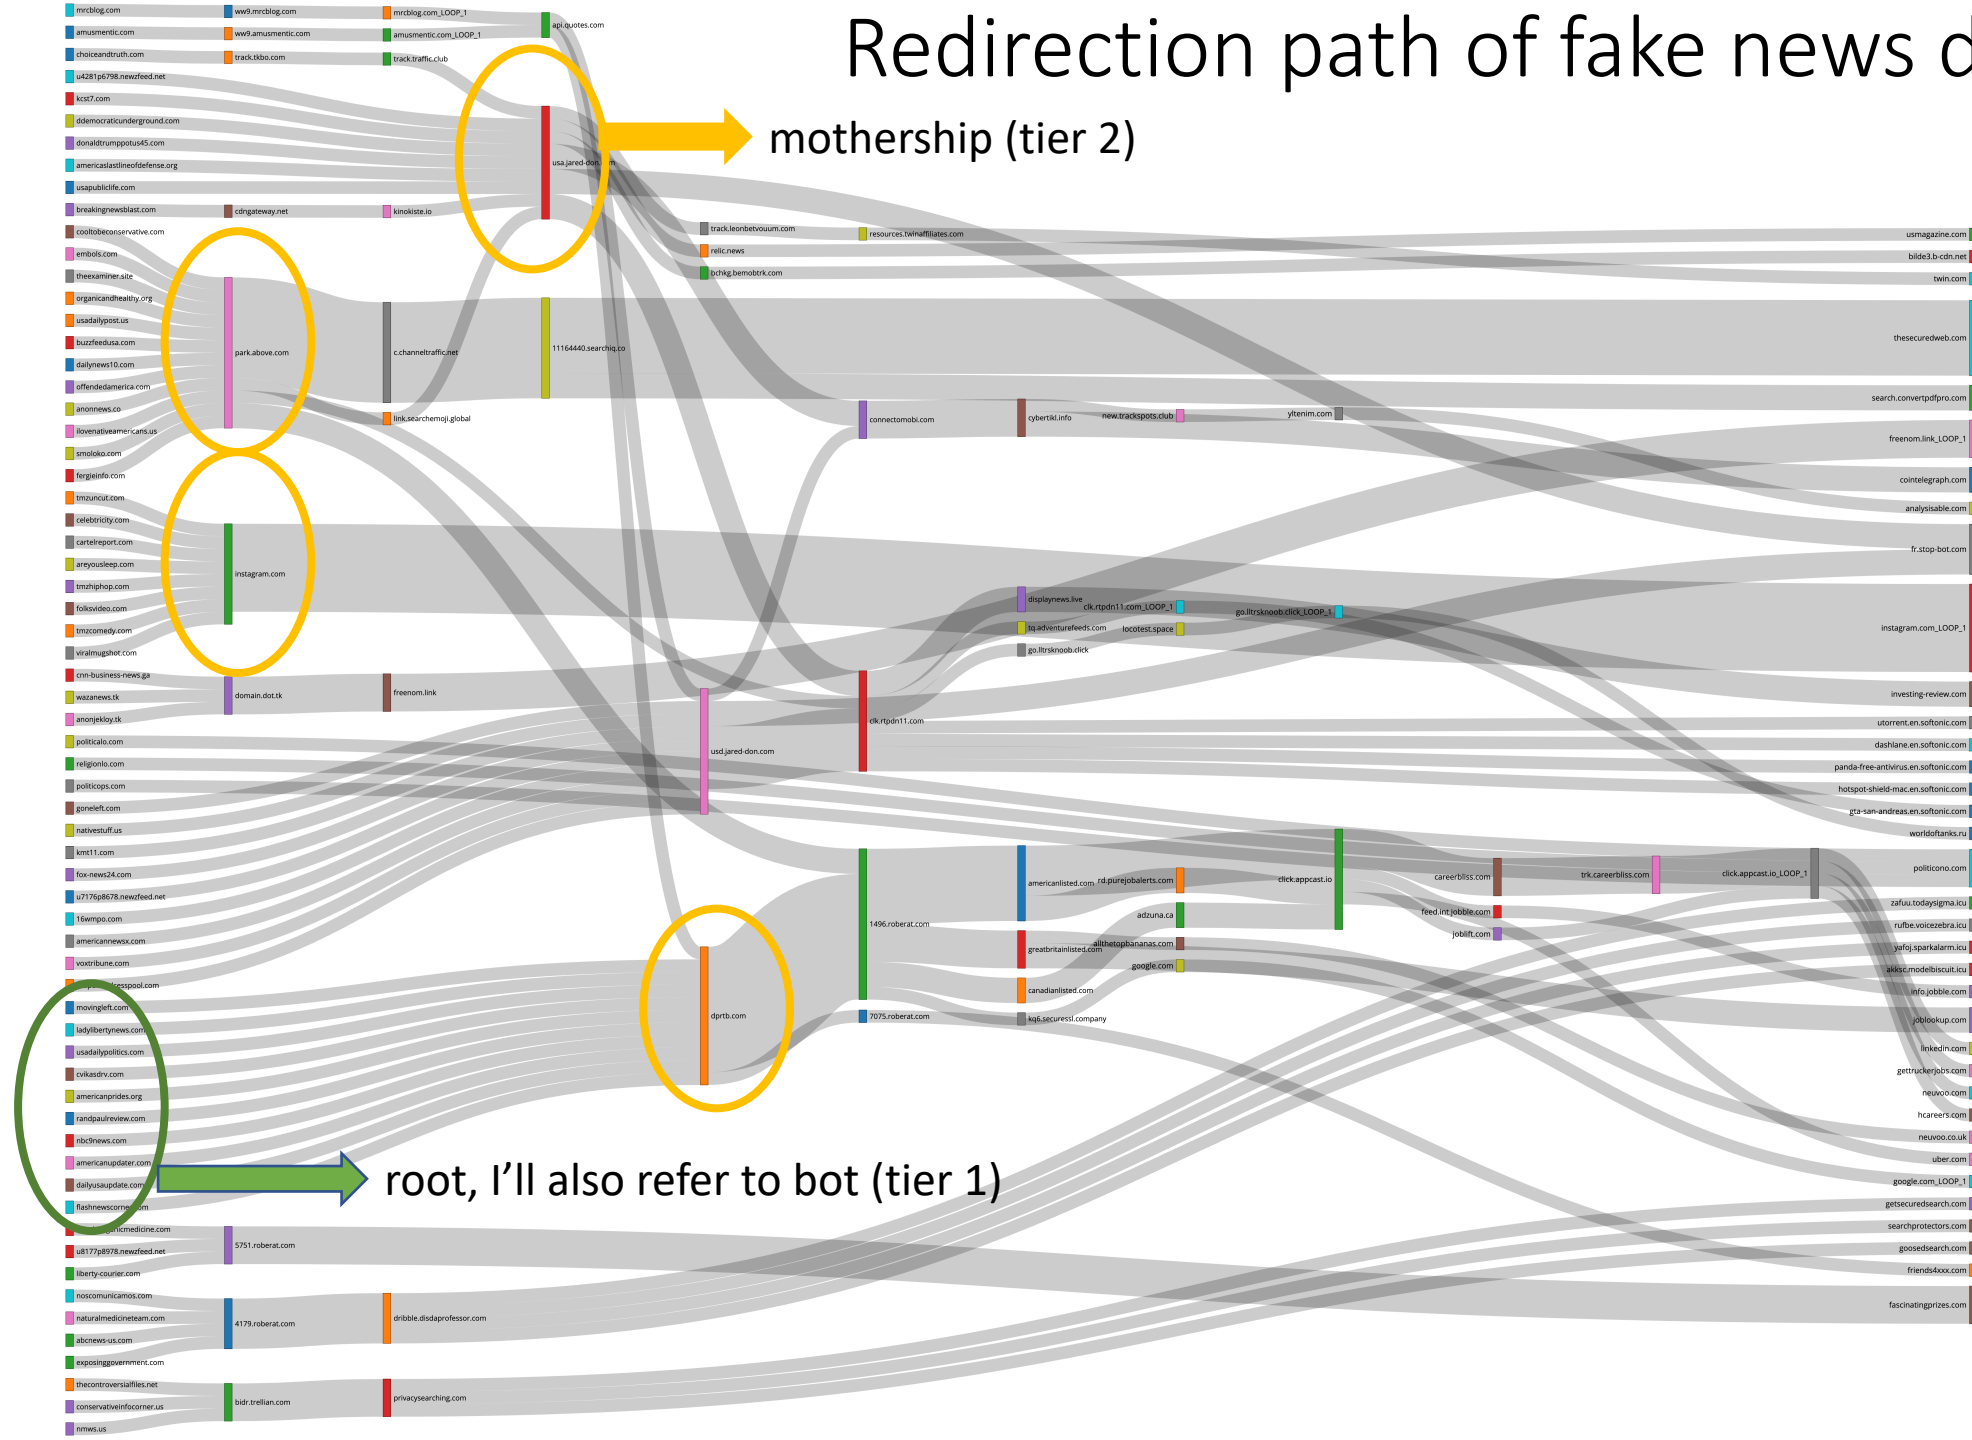 Redirection path of fake news d
mothership (tier 2)
root, I'll also refer to bot (tier 1)
mrcblog.com
amusmentic.com
choiceandtruth.com
u4281p6798.newzfeed.net
kcst7.com
ddemocraticunderground.com
donaldtrumppotus45.com
americaslastlineofdefense.org
usapubliclife.com
breakingnewsblast.com
cooltobeconservative.com
embols.com
theexaminer.site
organicandhealthy.org
usadailypost.us
buzzfeedusa.com
dailynews10.com
offendedamerica.com
anonnews.co
ilovenativeamericans.us
smoloko.com
fergieinfo.com
tmzuncut.com
celebtricity.com
cartelreport.com
areyousleep.com
tmzhiphop.com
folksvideo.com
tmzcomedy.com
viralmugshot.com
cnn-business-news.ga
wazanews.tk
anonjekloy.tk
politicalo.com
religionlo.com
politicops.com
goneleft.com
nativestuff.us
kmt11.com
fox-news24.com
u7176p8678.newzfeed.net
16wmpo.com
americannewsx.com
voxtribune.com
movingleft.com
ladylibertynews.com
usadailypolitics.com
cvikasdrv.com
americanprides.org
randpaulreview.com
nbc9news.com
americanupdater.com
dailyusaupdate.com
flashnewscorner.com
u8177p8978.newzfeed.net
liberty-courier.com
noscomunicamos.com
naturalmedicineteam.com
abcnews-us.com
exposinggovernment.com
thecontroversialfiles.net
conservativeinfocorner.us
nmws.us
ww9.mrcblog.com
ww9.amusmentic.com
track.tkbo.com
cdngateway.net
park.above.com
instagram.com
domain.dot.tk
5751.roberat.com
4179.roberat.com
bidr.trellian.com
mrcblog.com_LOOP_1
amusmentic.com_LOOP_1
track.traffic.club
kinokiste.io
c.channeltraffic.net
link.searchemoji.global
freenom.link
dribble.disdaprofessor.com
privacysearching.com
api.quotes.com
usa.jared-don.com
11164440.searchiq.co
track.leonbetvouum.com
relic.news
bchkg.bemobtrk.com
usd.jared-don.com
dprtb.com
resources.twinaffiliates.com
connectomobi.com
clk.rtpdn11.com
1496.roberat.com
7075.roberat.com
cybertikl.info
displaynews.live
tq.adventurefeeds.com
go.lltrsknoob.click
americanlisted.com
greatbritainlisted.com
canadianlisted.com
kq6.securessl.company
new.trackspots.club
clk.rtpdn11.com_LOOP_1
locotest.space
rd.purejobalerts.com
adzuna.ca
allthetopbananas.com
google.com
yltenim.com
go.lltrsknoob.click_LOOP_1
click.appcast.io
careerbliss.com
feed.int.jobble.com
joblift.com
trk.careerbliss.com
click.appcast.io_LOOP_1
usmagazine.com
bilde3.b-cdn.net
twin.com
thesecuredweb.com
search.convertpdfpro.com
freenom.link_LOOP_1
cointelegraph.com
analysisable.com
fr.stop-bot.com
instagram.com_LOOP_1
investing-review.com
utorrent.en.softonic.com
dashlane.en.softonic.com
panda-free-antivirus.en.softonic.com
hotspot-shield-mac.en.softonic.com
gta-san-andreas.en.softonic.com
worldoftanks.ru
politicono.com
zafuu.todaysigma.icu
rufbe.voicezebra.icu
yafoj.sparkalarm.icu
akksc.modelbiscuit.icu
info.jobble.com
joblookup.com
linkedin.com
gettruckerjobs.com
neuvoo.com
hcareers.com
neuvoo.co.uk
uber.com
google.com_LOOP_1
getsecuredsearch.com
searchprotectors.com
goosedsearch.com
friends4xxx.com
fascinatingprizes.com